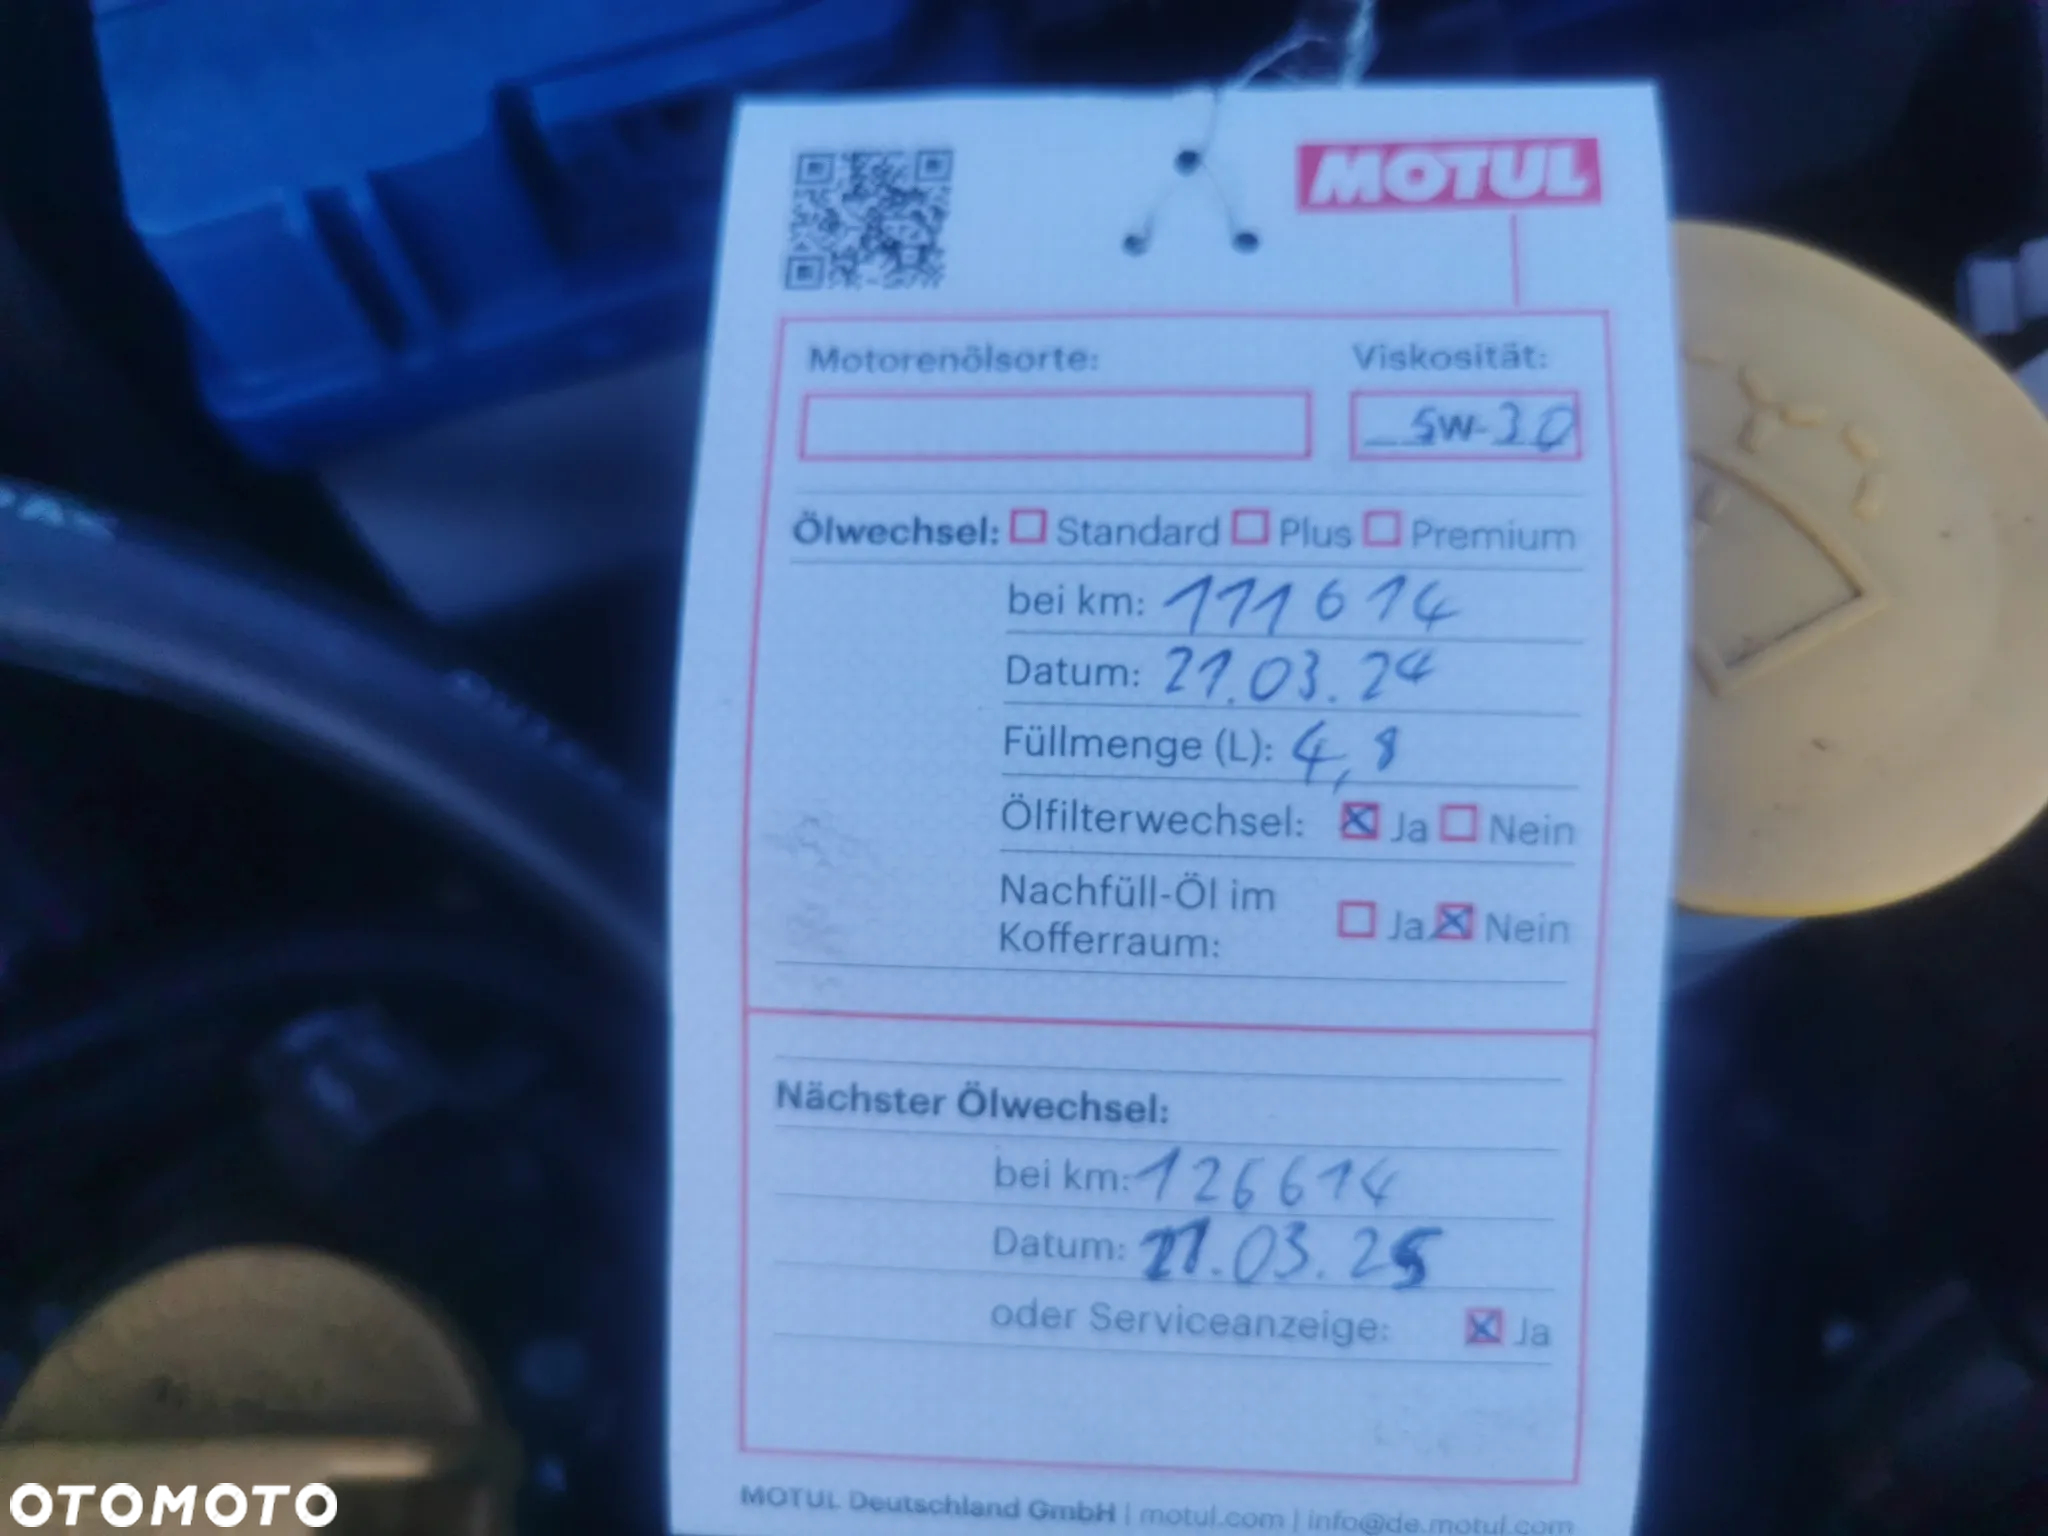 MOTUL
Motorenölsorte: Viskosität:
5W-30
Ölwechsel: Standard Plus Premium
bei km: 111614
Datum: 21.03.24
Füllmenge (L): 4,8
Ölfilterwechsel: Ja Nein
Nachfüll-Öl im
Kofferraum: Ja Nein
Nächster Ölwechsel:
bei km: 126614
Datum: 21.03.25
oder Serviceanzeige: Ja
MOTUL Deutschland GmbH | motul.com | info@de.motul.com
OTOMOTO